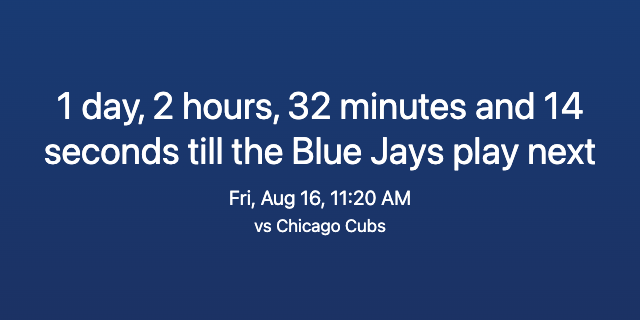 1 day, 2 hours, 32 minutes and 14
seconds till the Blue Jays play next
Fri, Aug 16, 11:20 AM
vs Chicago Cubs